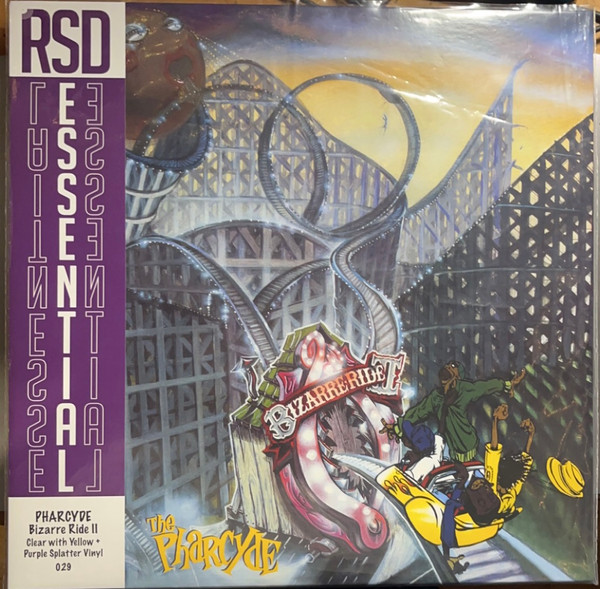 RSD
ESSENTIAL
ESSENTIAL
ESSENTIAL
PHARCYDE
Bizarre Ride II
Clear with Yellow +
Purple Splatter Vinyl
029
BIZARRE RIDE
The
PHARCYDE